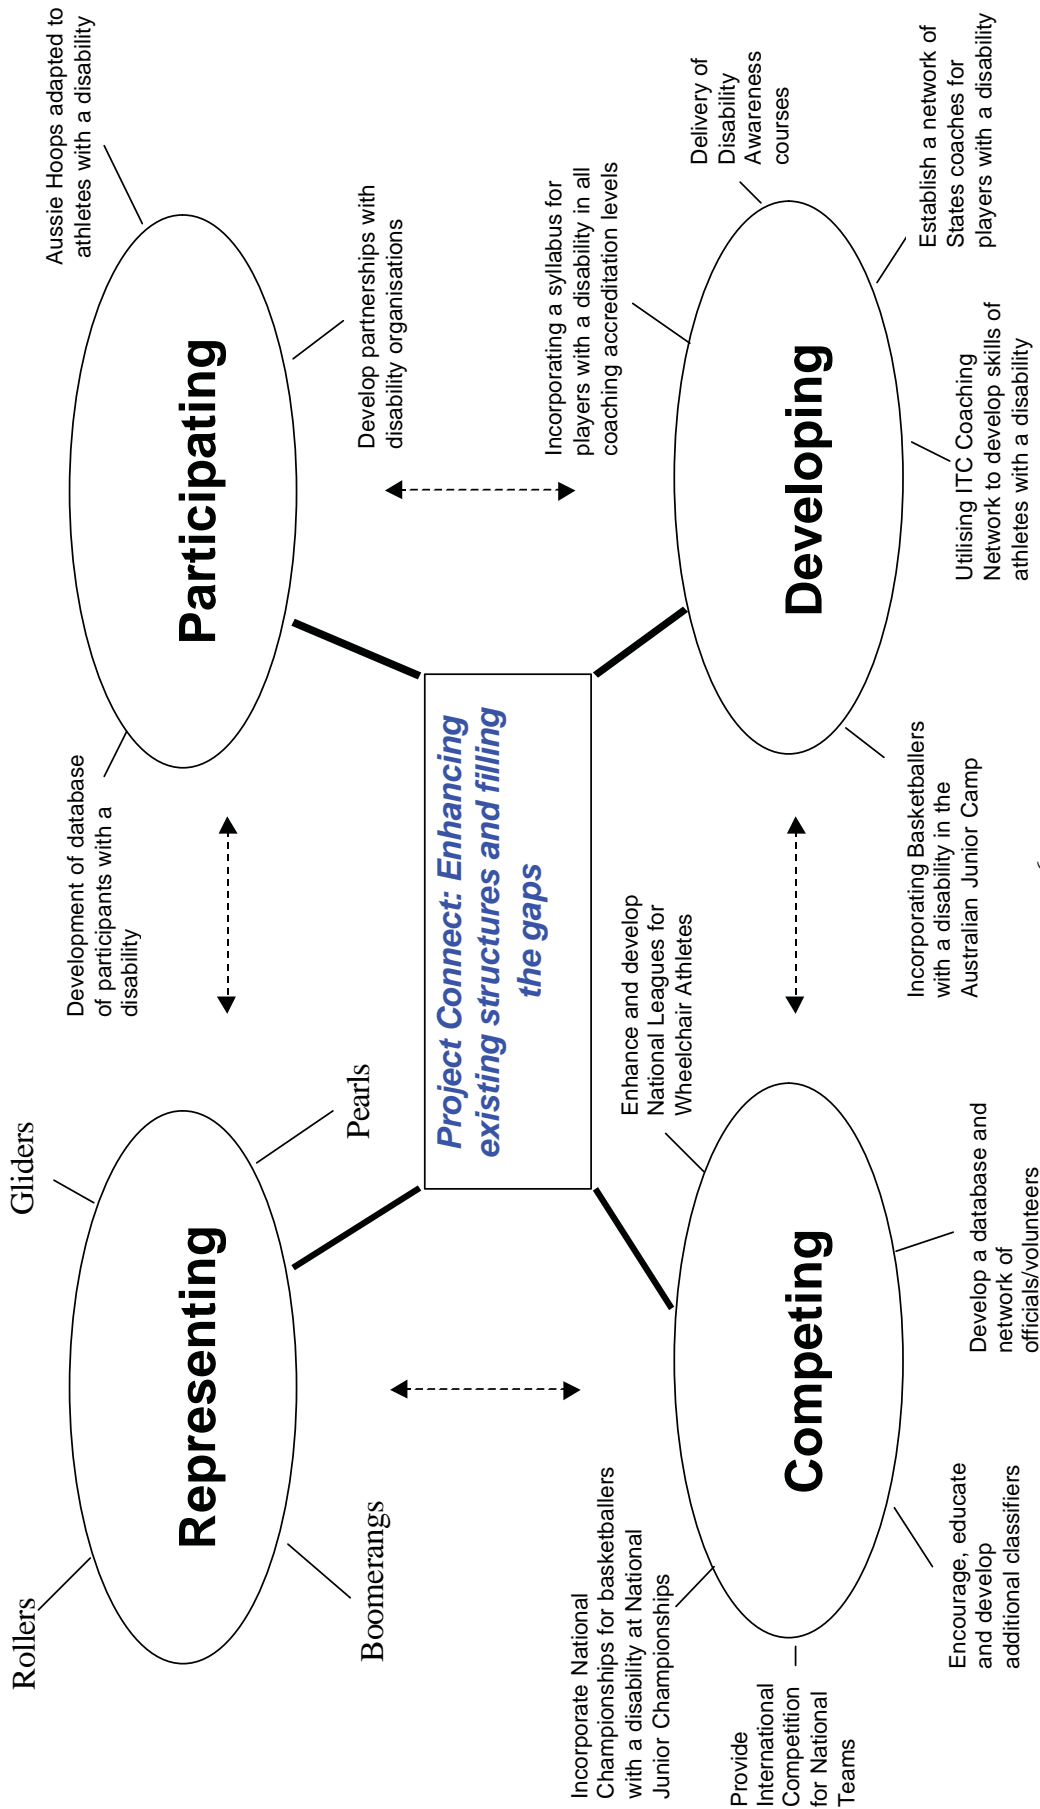 Rollers
Gliders
Representing
Boomerangs
Pearls
Development of database
of participants with a
disability
Aussie Hoops adapted to
athletes with a disability
Participating
Develop partnerships with
disability organisations
Project Connect: Enhancing
existing structures and filling
the gaps
Incorporate National
Championships for basketballers
with a disability at National
Junior Championships
Enhance and develop
National Leagues for
Wheelchair Athletes
Provide
International
Competition
for National
Teams
Competing
Encourage, educate
and develop
additional classifiers
Develop a database and
network of
officials/volunteers
Incorporating a syllabus for
players with a disability in all
coaching accreditation levels
Delivery of
Disability
Awareness
courses
Developing
Incorporating Basketballers
with a disability in the
Australian Junior Camp
Utilising ITC Coaching
Network to develop skills of
athletes with a disability
Establish a network of
States coaches for
players with a disability